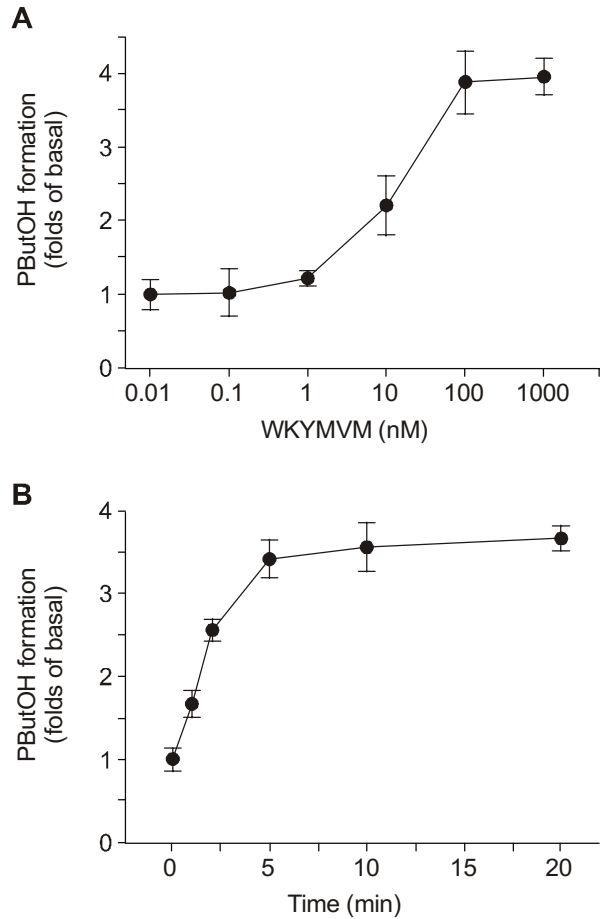 A
PButOH formation
(folds of basal)
4
3
2
1
0
0.01 0.1 1 10 100 1000
WKYMVM (nM)
B
PButOH formation
(folds of basal)
4
3
2
1
0
0 5 10 15 20
Time (min)